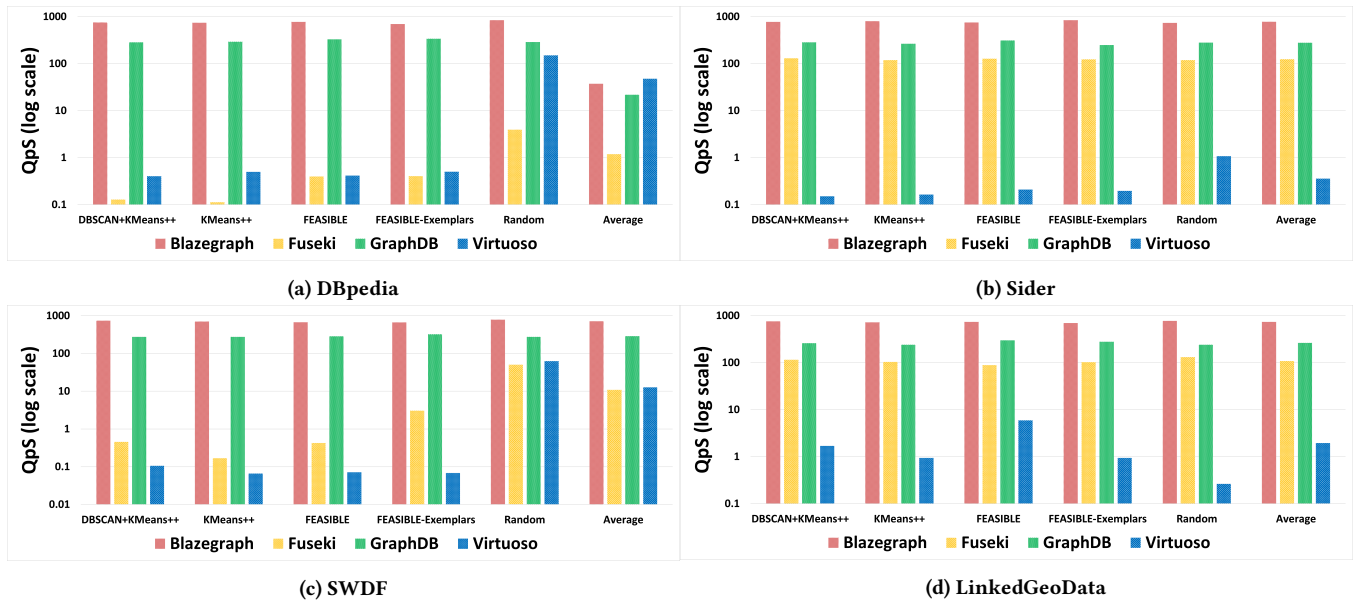 QpS (log scale)
1000
100
10
1
0.1
DBSCAN+KMeans++ KMeans++ FEASIBLE FEASIBLE-Exemplars Random Average
Blazegraph Fuseki GraphDB Virtuoso
(a) DBpedia
QpS (log scale)
1000
100
10
1
0.1
DBSCAN+KMeans++ KMeans++ FEASIBLE FEASIBLE-Exemplars Random Average
Blazegraph Fuseki GraphDB Virtuoso
(b) Sider
QpS (log scale)
1000
100
10
1
0.1
0.01
DBSCAN+KMeans++ KMeans++ FEASIBLE FEASIBLE-Exemplars Random Average
Blazegraph Fuseki GraphDB Virtuoso
(c) SWDF
QpS (log scale)
1000
100
10
1
0.1
DBSCAN+KMeans++ KMeans++ FEASIBLE FEASIBLE-Exemplars Random Average
Blazegraph Fuseki GraphDB Virtuoso
(d) LinkedGeoData